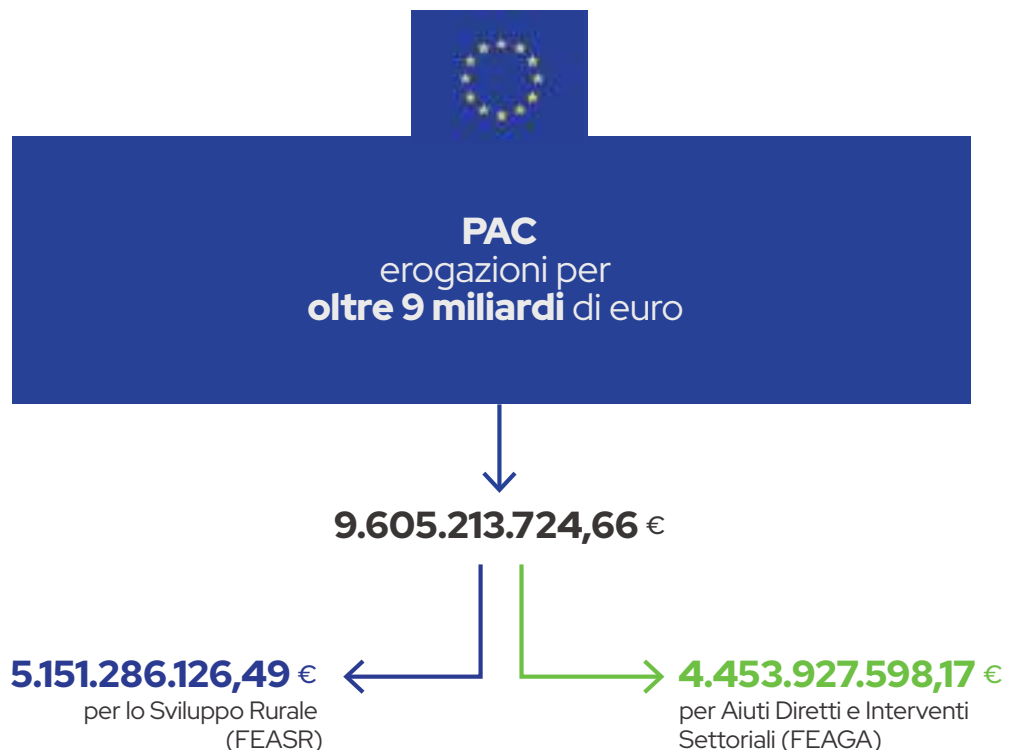 PAC
erogazioni per
oltre 9 miliardi di euro
9.605.213.724,66 €
5.151.286.126,49 €
per lo Sviluppo Rurale
(FEASR)
4.453.927.598,17 €
per Aiuti Diretti e Interventi
Settoriali (FEAGA)